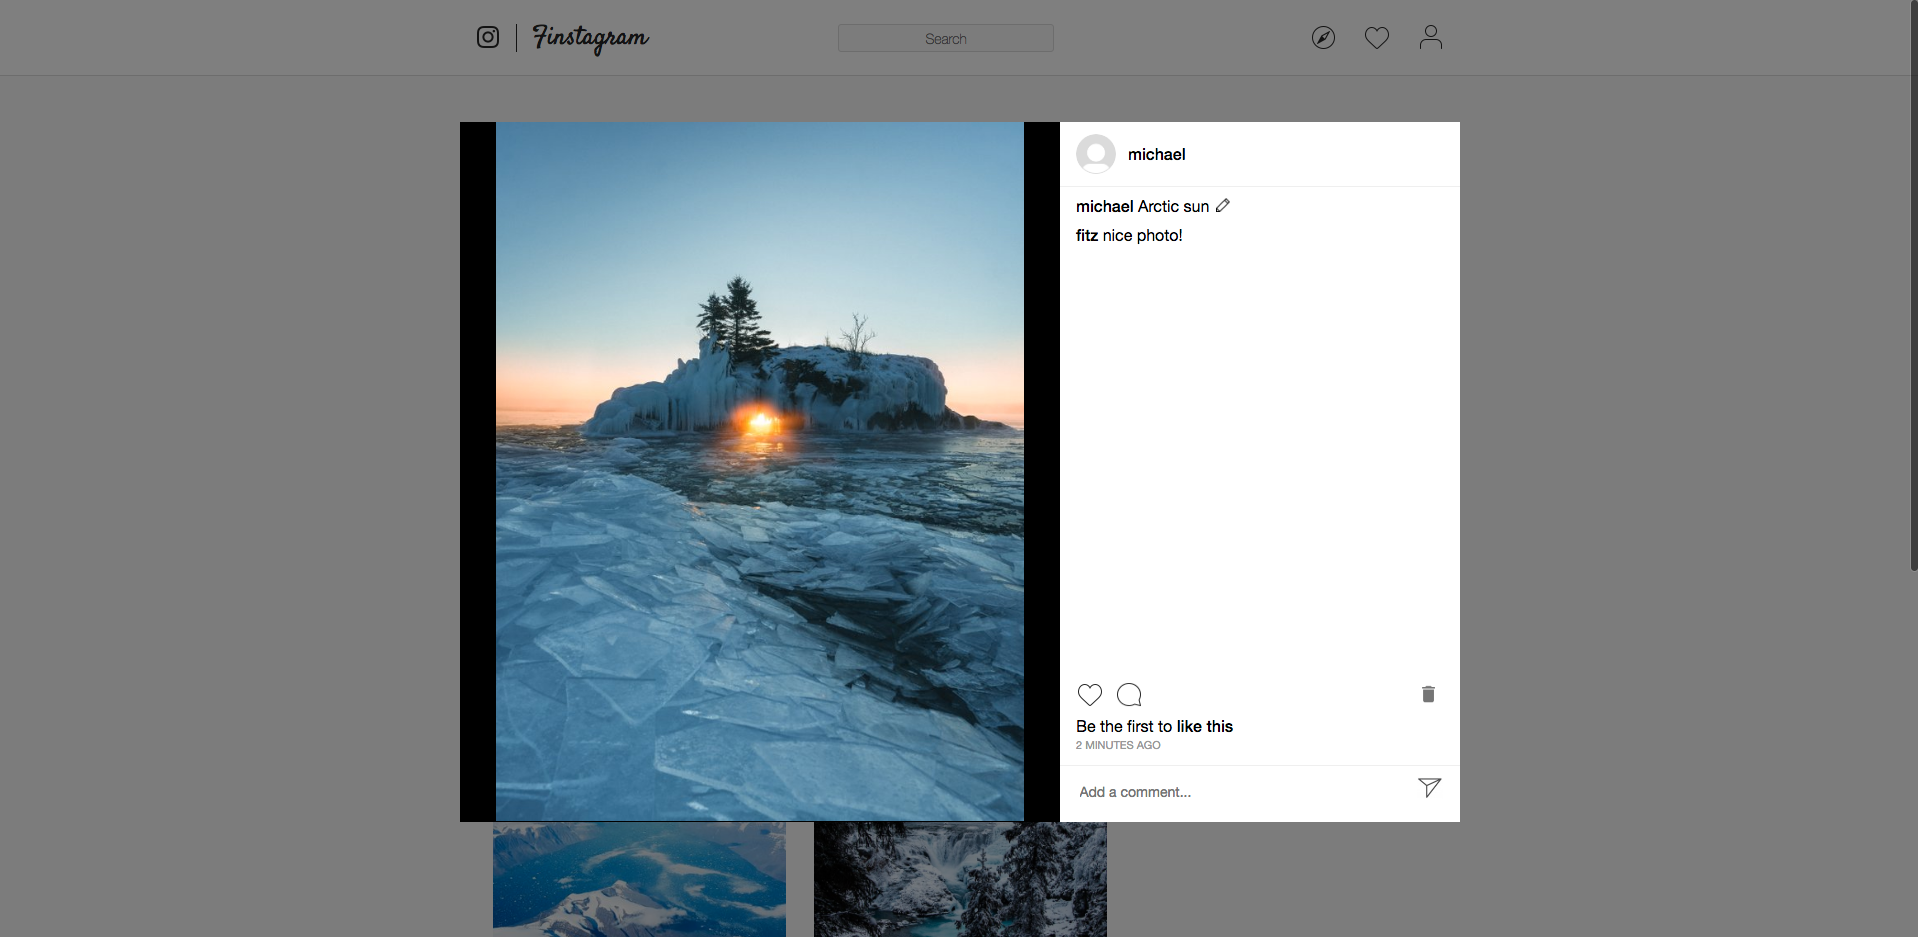 Finstagram
Search
michael
michael Arctic sun
fitz nice photo!
Be the first to like this
2 MINUTES AGO
Add a comment...